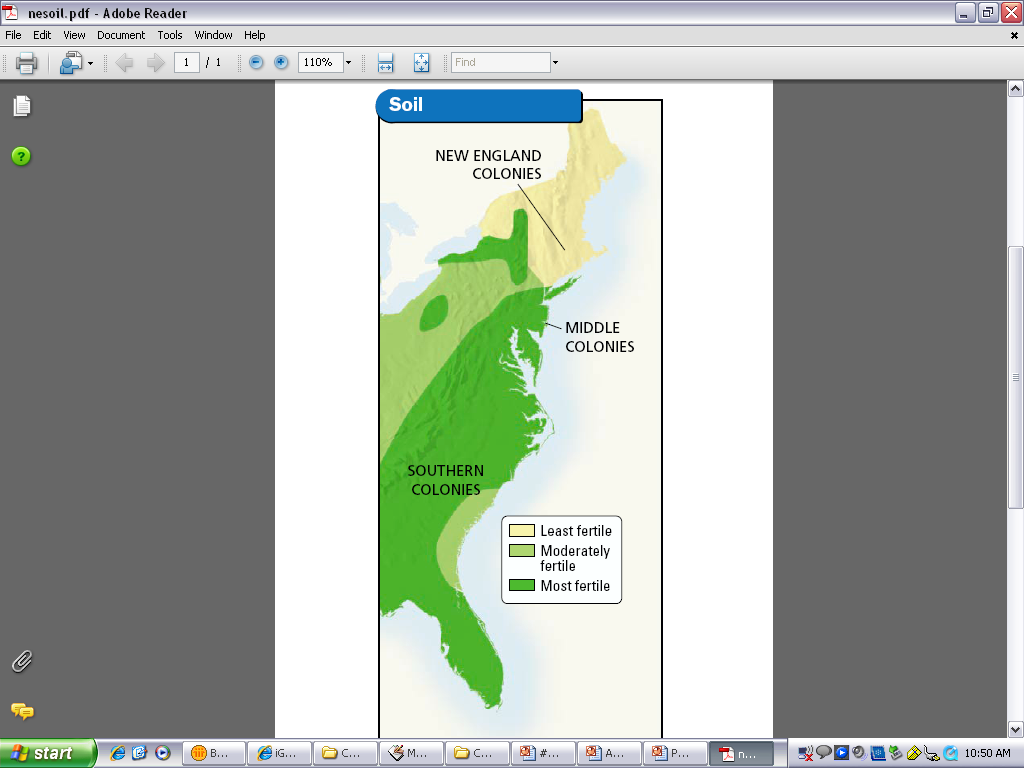 nesoil.pdf - Adobe Reader
File Edit View Document Tools Window Help
1 / 1 110% Find
Soil
NEW ENGLAND
COLONIES
MIDDLE
COLONIES
SOUTHERN
COLONIES
Least fertile
Moderately
fertile
Most fertile
start B... iG... C... M... C... #... A... P... n... 10:50 AM